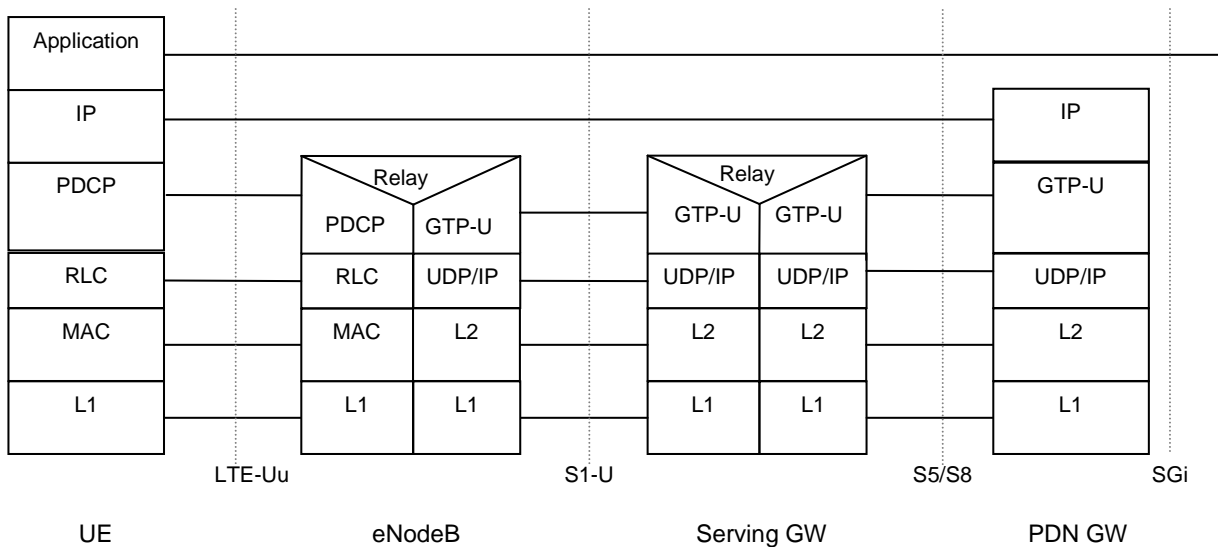 Application
IP
IP
Relay
Relay
PDCP
GTP-U
PDCP
GTP-U
GTP-U
GTP-U
RLC
RLC
UDP/IP
UDP/IP
UDP/IP
UDP/IP
MAC
MAC
L2
L2
L2
L2
L1
L1
L1
L1
L1
L1
LTE-Uu
S1-U
S5/S8
SGi
UE
eNodeB
Serving GW
PDN GW